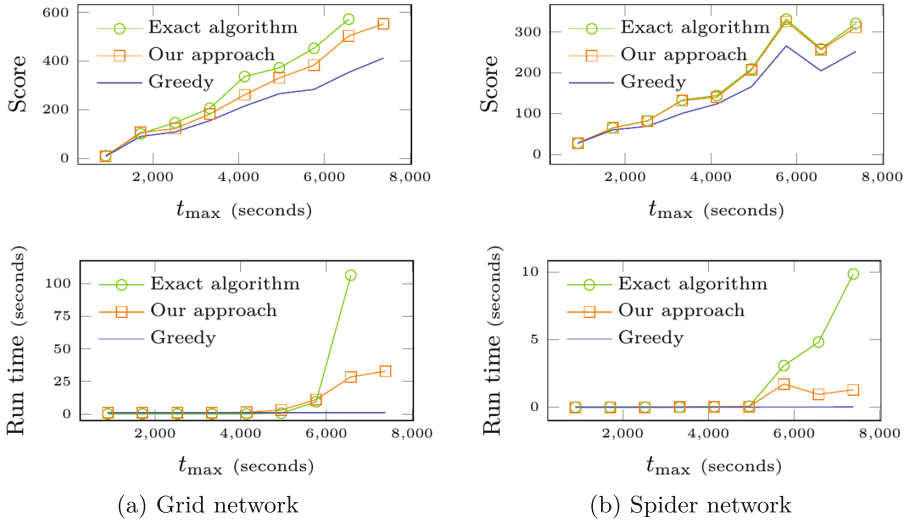 600
400
200
0
Score
Exact algorithm
Our approach
Greedy
2,000 4,000 6,000 8,000
t_max (seconds)
300
200
100
0
Score
Exact algorithm
Our approach
Greedy
2,000 4,000 6,000 8,000
t_max (seconds)
100
75
50
25
0
Run time (seconds)
Exact algorithm
Our approach
Greedy
2,000 4,000 6,000 8,000
t_max (seconds)
(a) Grid network
10
5
0
Run time (seconds)
Exact algorithm
Our approach
Greedy
2,000 4,000 6,000 8,000
t_max (seconds)
(b) Spider network